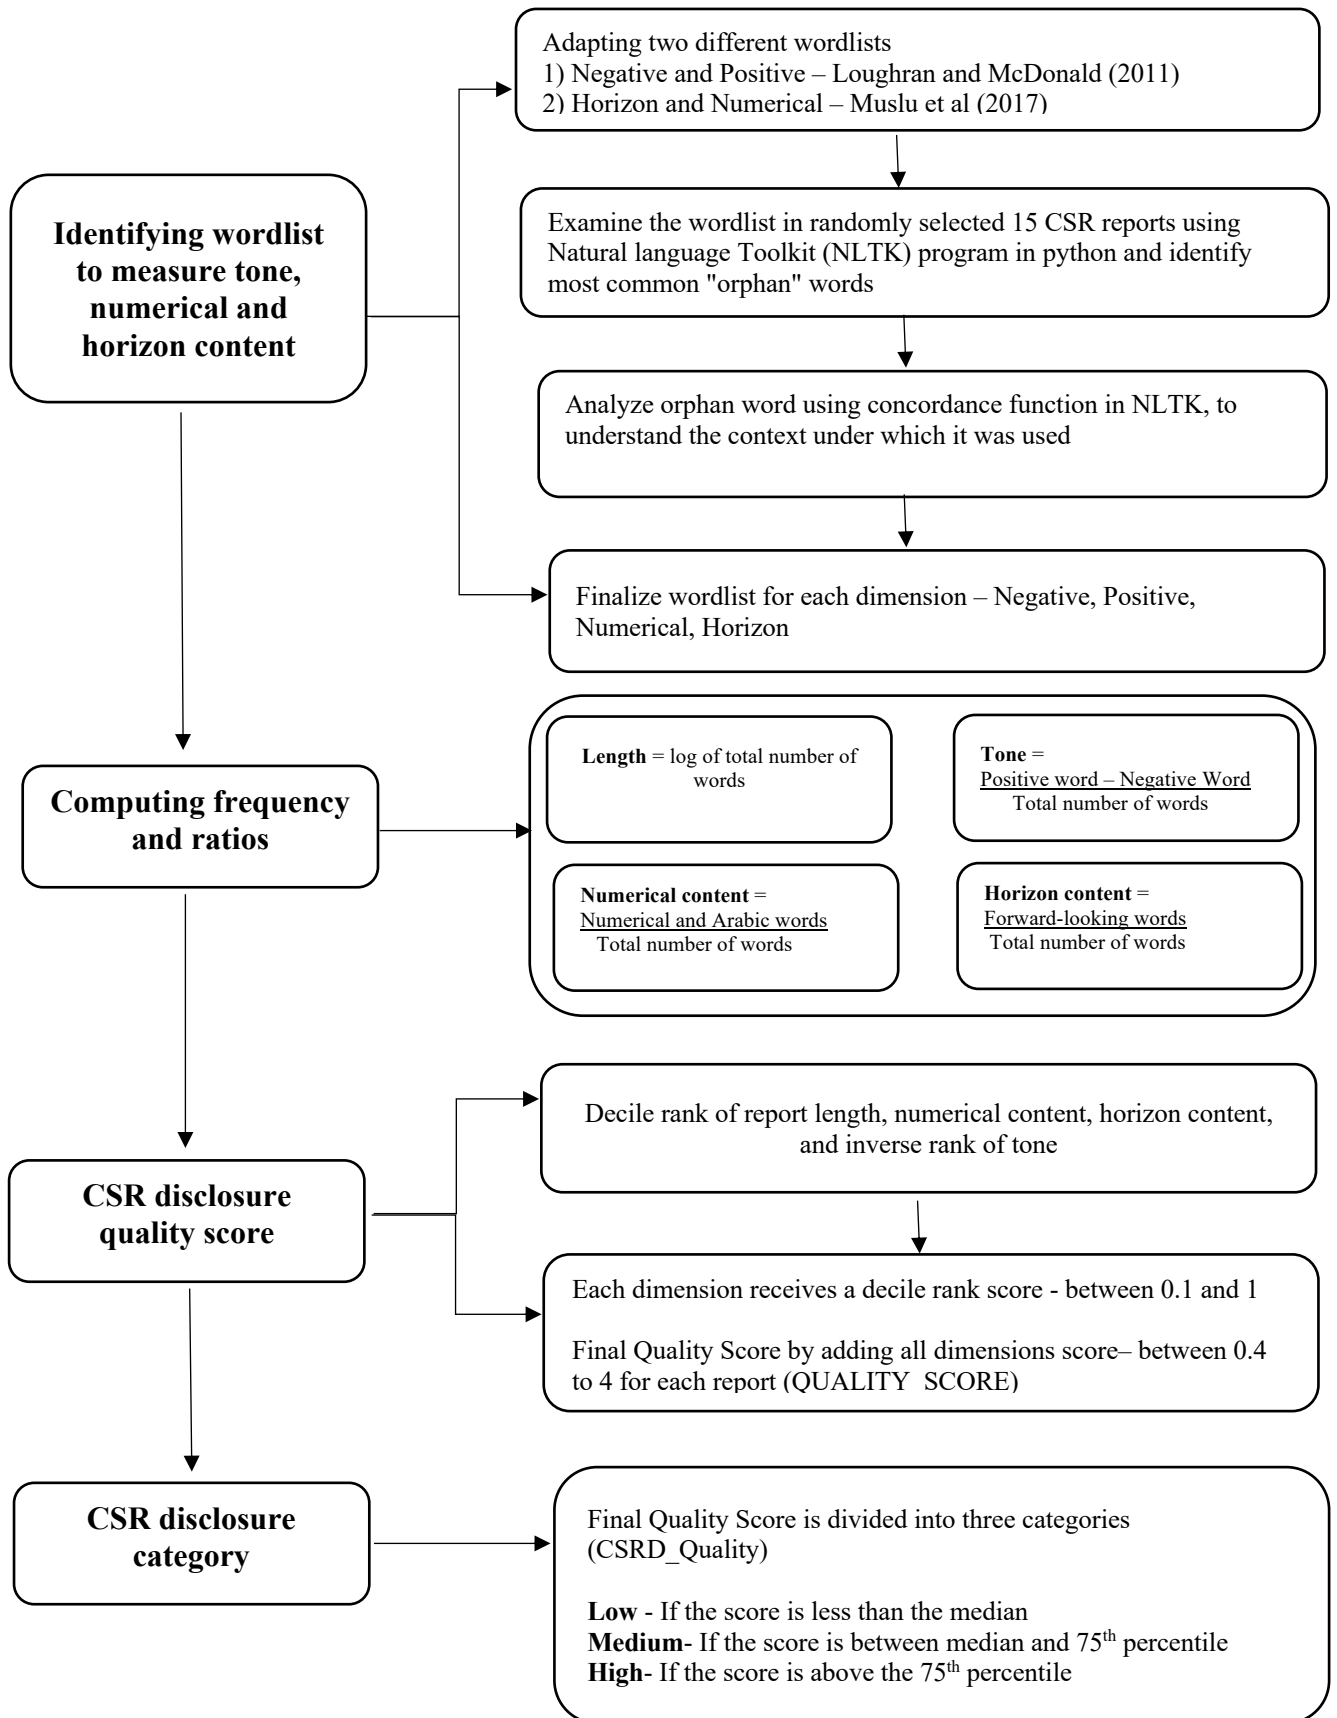 Adapting two different wordlists
1) Negative and Positive – Loughran and McDonald (2011)
2) Horizon and Numerical – Muslu et al (2017)
Identifying wordlist
to measure tone,
numerical and
horizon content
Examine the wordlist in randomly selected 15 CSR reports using
Natural language Toolkit (NLTK) program in python and identify
most common "orphan" words
Analyze orphan word using concordance function in NLTK, to
understand the context under which it was used
Finalize wordlist for each dimension – Negative, Positive,
Numerical, Horizon
Computing frequency
and ratios
Length = log of total number of
words
Tone =
Positive word – Negative Word
Total number of words
Numerical content =
Numerical and Arabic words
Total number of words
Horizon content =
Forward-looking words
Total number of words
CSR disclosure
quality score
Decile rank of report length, numerical content, horizon content,
and inverse rank of tone
Each dimension receives a decile rank score - between 0.1 and 1
Final Quality Score by adding all dimensions score– between 0.4
to 4 for each report (QUALITY_SCORE)
CSR disclosure
category
Final Quality Score is divided into three categories
(CSRD_Quality)
Low - If the score is less than the median
Medium- If the score is between median and 75th percentile
High- If the score is above the 75th percentile